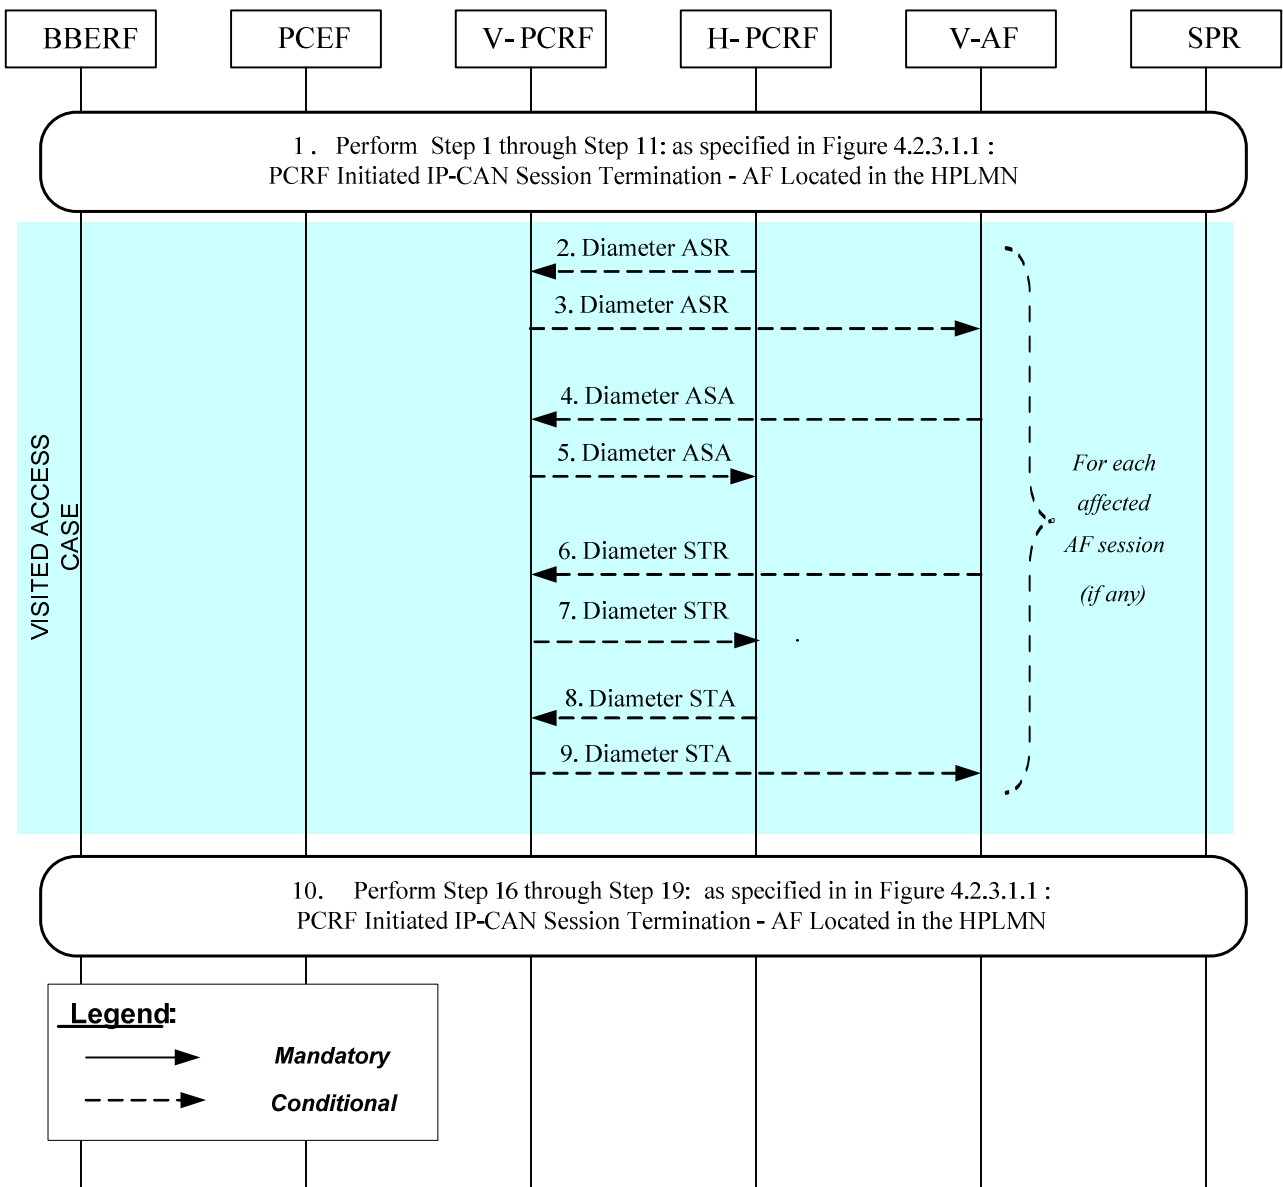 BBERF
PCEF
V-PCRF
H-PCRF
V-AF
SPR
1. Perform Step 1 through Step 11: as specified in Figure 4.2.3.1.1 :
PCRF Initiated IP-CAN Session Termination - AF Located in the HPLMN
VISITED ACCESS
CASE
2. Diameter ASR
3. Diameter ASR
4. Diameter ASA
5. Diameter ASA
6. Diameter STR
7. Diameter STR
8. Diameter STA
9. Diameter STA
For each
affected
AF session
(if any)
10. Perform Step 16 through Step 19: as specified in in Figure 4.2.3.1.1 :
PCRF Initiated IP-CAN Session Termination - AF Located in the HPLMN
Legend:
Mandatory
Conditional